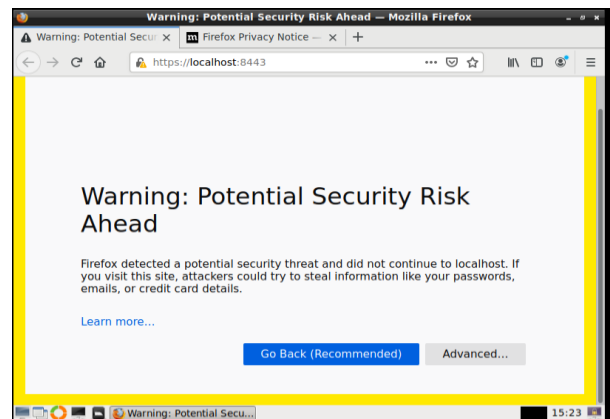 Warning: Potential Security Risk Ahead — Mozilla Firefox
Warning: Potential Secur
Firefox Privacy Notice —
https://localhost:8443
Warning: Potential Security Risk
Ahead
Firefox detected a potential security threat and did not continue to localhost. If
you visit this site, attackers could try to steal information like your passwords,
emails, or credit card details.
Learn more...
Go Back (Recommended)
Advanced...
Warning: Potential Secu...
15:23